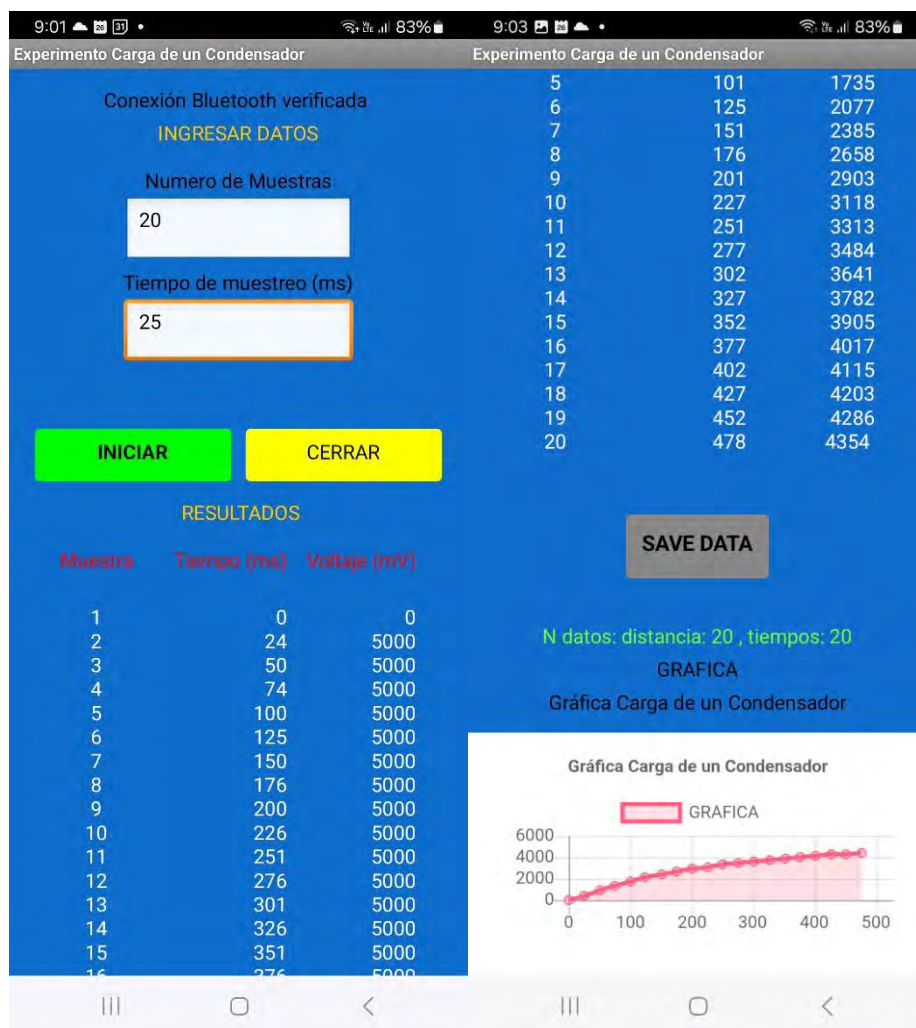 9:01
83%
Experimento Carga de un Condensador
Conexión Bluetooth verificada
INGRESAR DATOS
Numero de Muestras
20
Tiempo de muestreo (ms)
25
INICIAR CERRAR
RESULTADOS
Muestra Tiempo (ms) Voltaje (mV)
1 0 0
2 24 5000
3 50 5000
4 74 5000
5 100 5000
6 125 5000
7 150 5000
8 176 5000
9 200 5000
10 226 5000
11 251 5000
12 276 5000
13 301 5000
14 326 5000
15 351 5000
16 376 5000
9:03
83%
Experimento Carga de un Condensador
5 101 1735
6 125 2077
7 151 2385
8 176 2658
9 201 2903
10 227 3118
11 251 3313
12 277 3484
13 302 3641
14 327 3782
15 352 3905
16 377 4017
17 402 4115
18 427 4203
19 452 4286
20 478 4354
SAVE DATA
N datos: distancia: 20 , tiempos: 20
GRAFICA
Gráfica Carga de un Condensador
Gráfica Carga de un Condensador
GRAFICA
6000
4000
2000
0
0 100 200 300 400 500